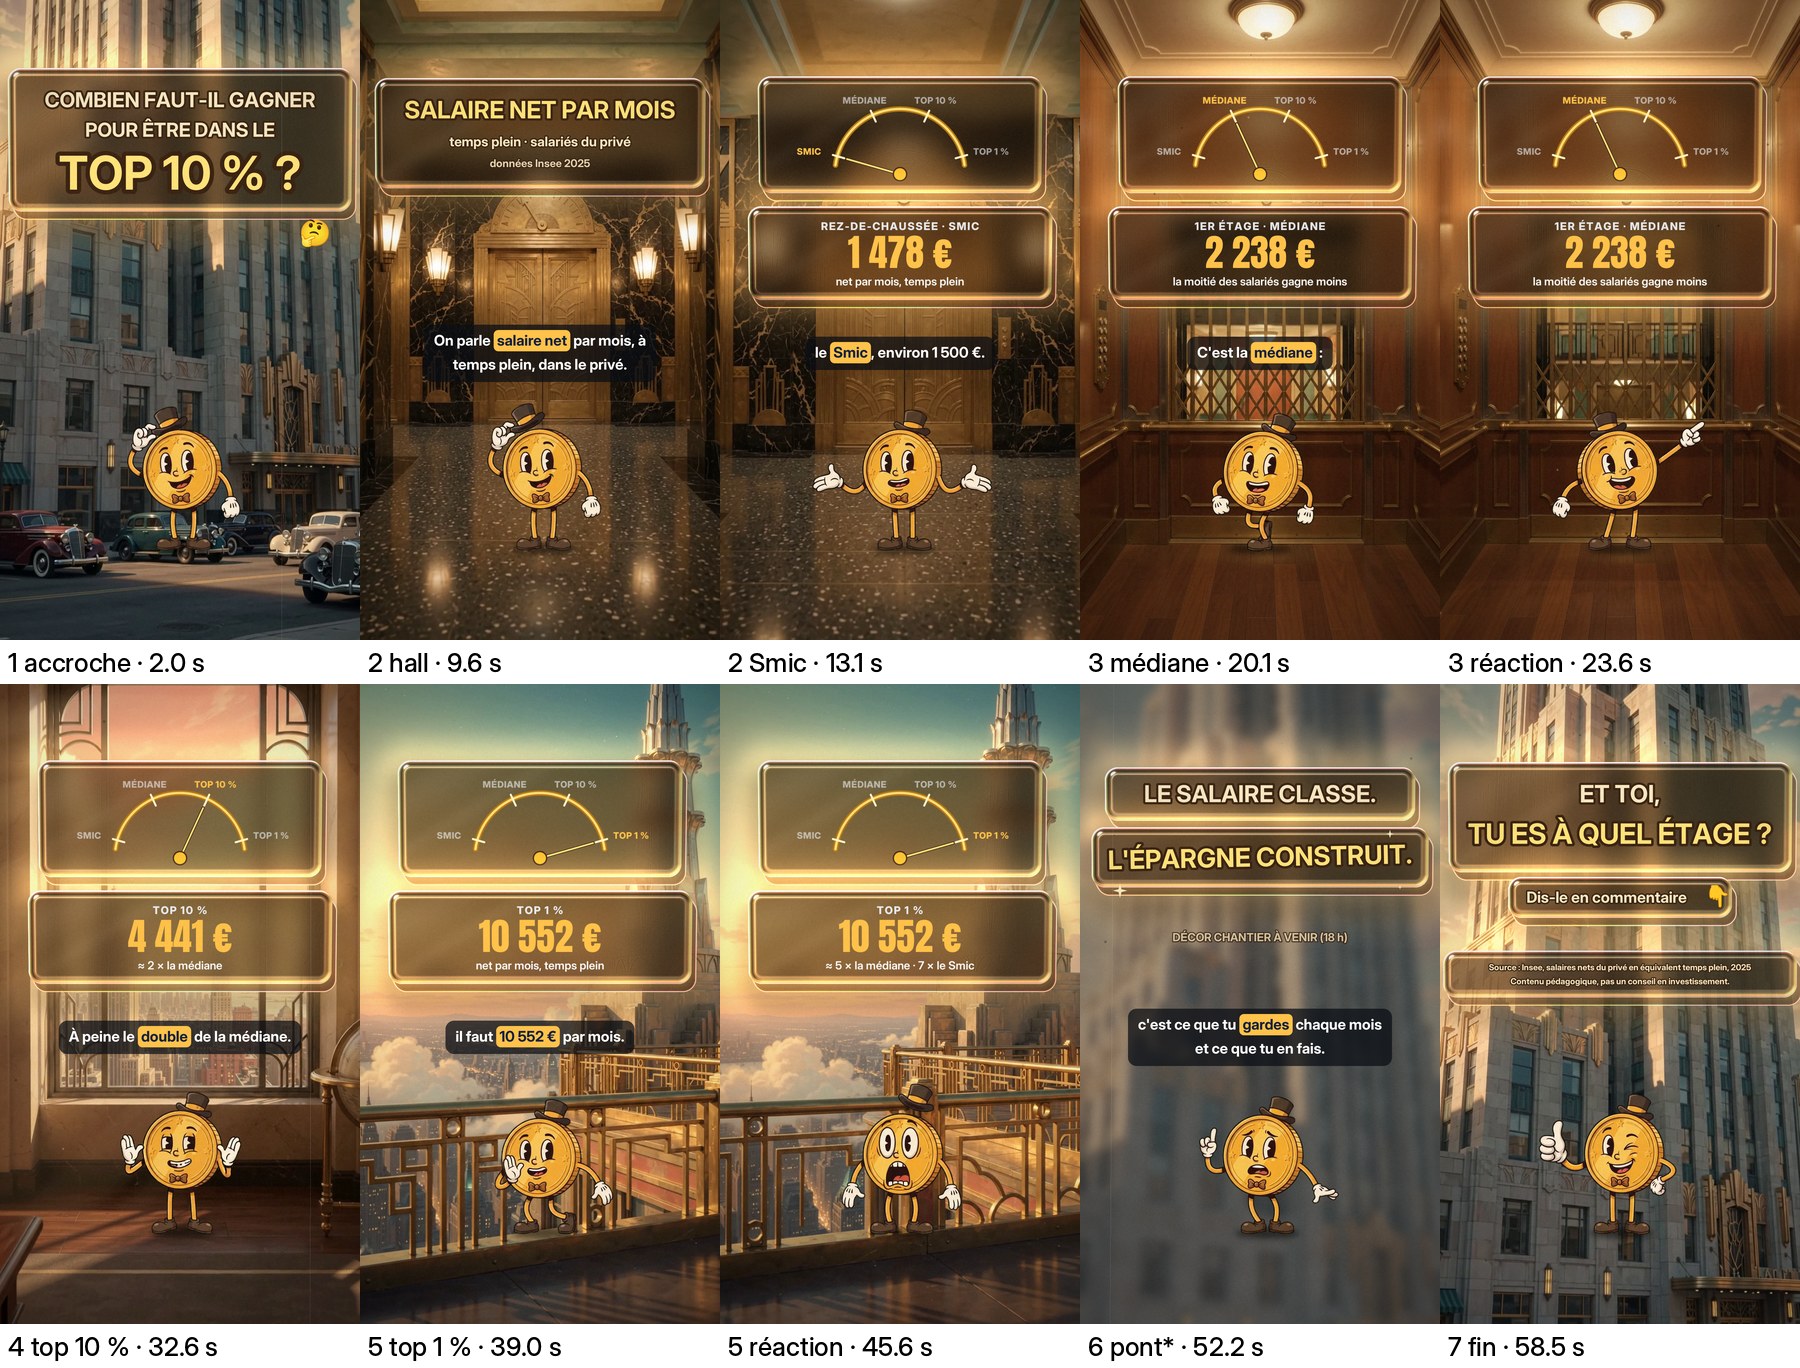 COMBIEN FAUT-IL GAGNER
POUR ÊTRE DANS LE
TOP 10 % ?
1 accroche · 2.0 s
SALAIRE NET PAR MOIS
temps plein · salariés du privé
données Insee 2025
On parle salaire net par mois, à
temps plein, dans le privé.
2 hall · 9.6 s
MÉDIANE
TOP 10 %
SMIC
TOP 1 %
REZ-DE-CHAUSSÉE · SMIC
1 478 €
net par mois, temps plein
le Smic, environ 1 500 €.
2 Smic · 13.1 s
MÉDIANE
TOP 10 %
SMIC
TOP 1 %
1ER ÉTAGE · MÉDIANE
2 238 €
la moitié des salariés gagne moins
C'est la médiane :
3 médiane · 20.1 s
MÉDIANE
TOP 10 %
SMIC
TOP 1 %
1ER ÉTAGE · MÉDIANE
2 238 €
la moitié des salariés gagne moins
3 réaction · 23.6 s
MÉDIANE
TOP 10 %
SMIC
TOP 1 %
TOP 10 %
4 441 €
≈ 2 × la médiane
À peine le double de la médiane.
4 top 10 % · 32.6 s
MÉDIANE
TOP 10 %
SMIC
TOP 1 %
TOP 1 %
10 552 €
net par mois, temps plein
il faut 10 552 € par mois.
5 top 1 % · 39.0 s
MÉDIANE
TOP 10 %
SMIC
TOP 1 %
TOP 1 %
10 552 €
≈ 5 × la médiane · 7 × le Smic
5 réaction · 45.6 s
LE SALAIRE CLASSE.
L'ÉPARGNE CONSTRUIT.
DÉCOR CHANTIER À VENIR (18 h)
c'est ce que tu gardes chaque mois
et ce que tu en fais.
6 pont* · 52.2 s
ET TOI,
TU ES À QUEL ÉTAGE ?
Dis-le en commentaire
Source : Insee, salaires nets du privé en équivalent temps plein, 2025
Contenu pédagogique, pas un conseil en investissement.
7 fin · 58.5 s